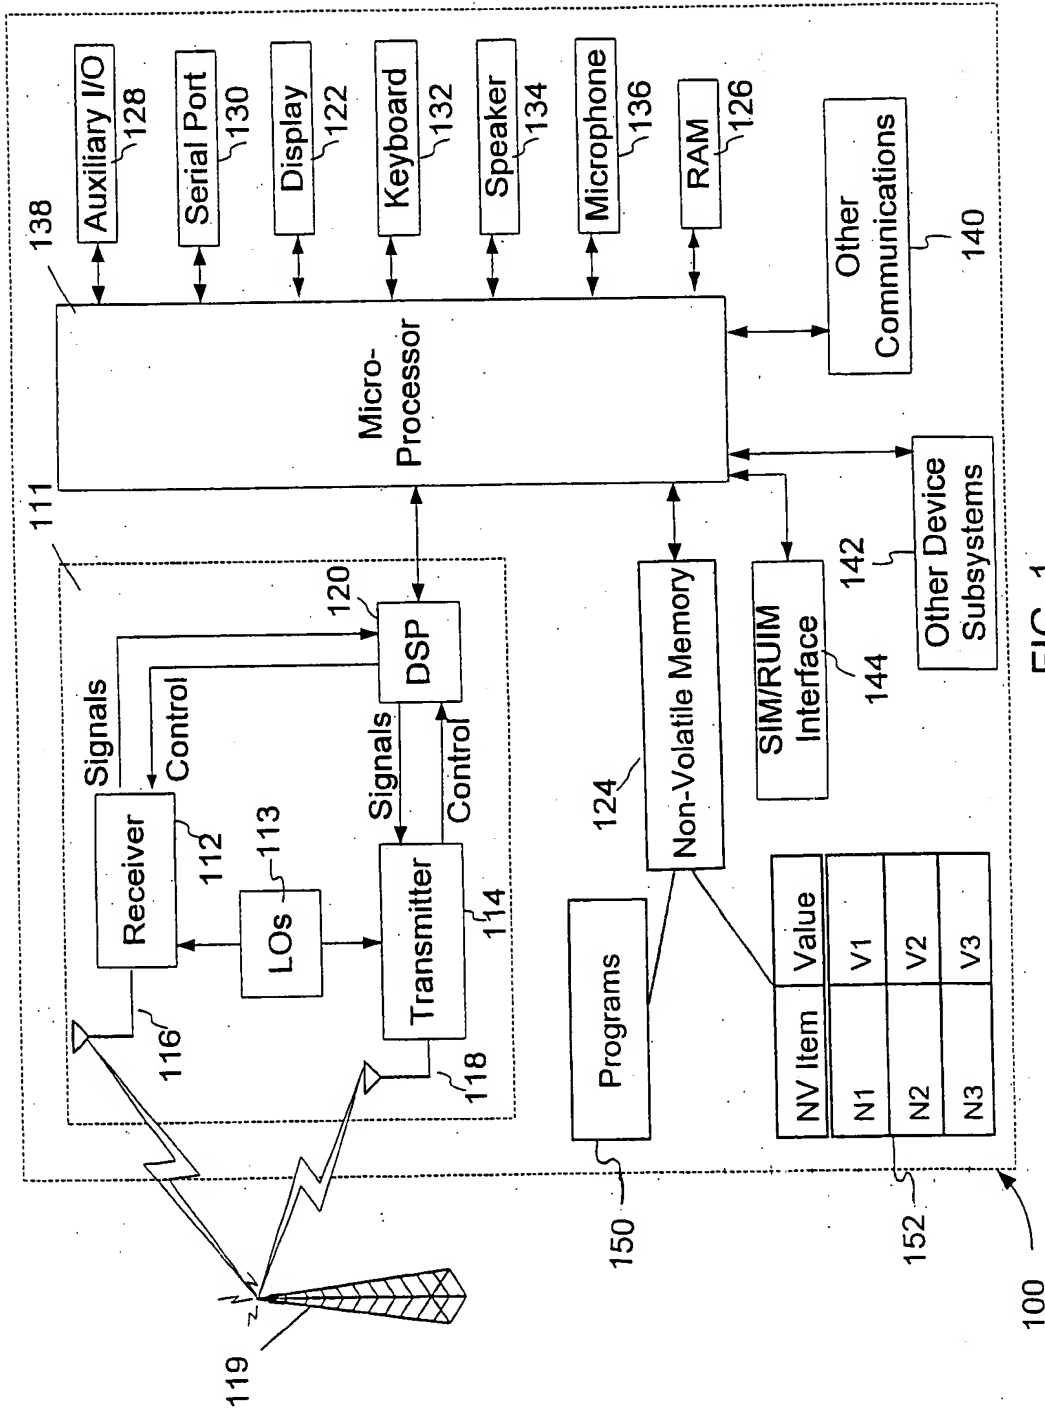 138
Auxiliary I/O
128
Serial Port
130
Display
122
Keyboard
132
Speaker
134
Microphone
136
RAM
126
Micro-
Processor
Other
Communications
140
Other Device
Subsystems
142
111
120
DSP
Signals
Control
Signals
Control
Receiver
112
LOs
113
Transmitter
114
116
118
119
124
Non-Volatile Memory
SIM/RUIM
Interface
144
Programs
150
NV Item
Value
N1
V1
N2
V2
N3
V3
152
100
FIG. 1